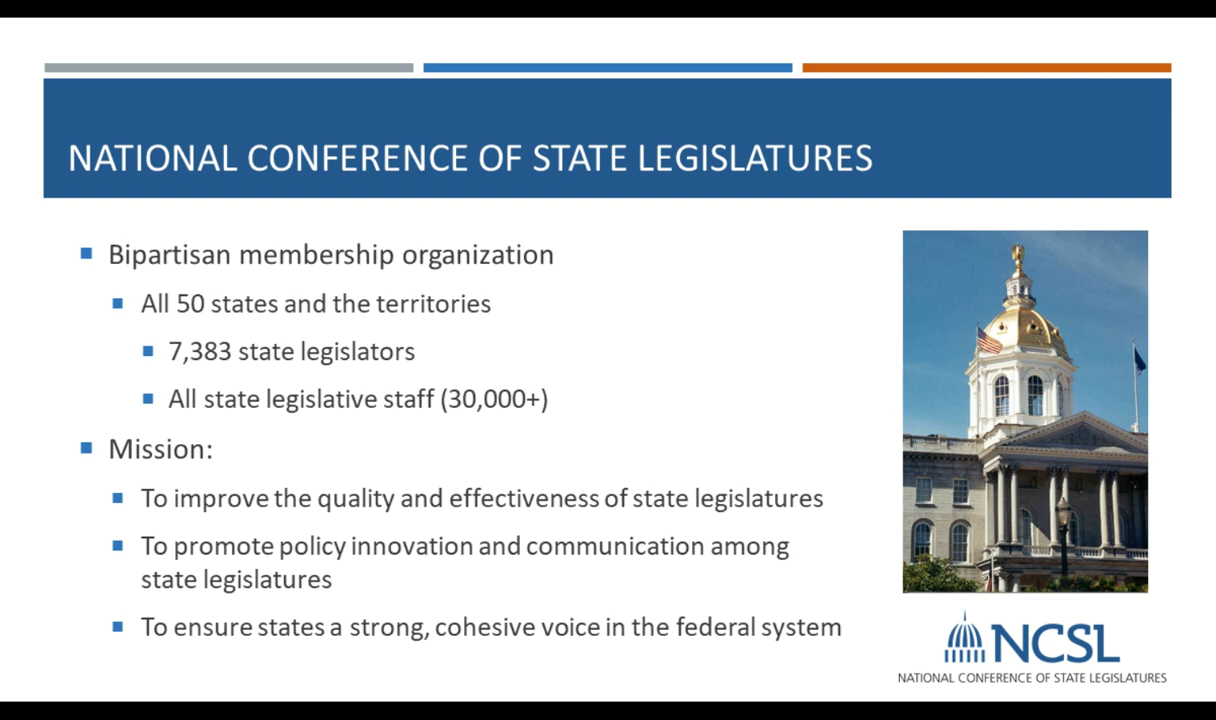 NATIONAL CONFERENCE OF STATE LEGISLATURES
Bipartisan membership organization
All 50 states and the territories
7,383 state legislators
All state legislative staff (30,000+)
Mission:
To improve the quality and effectiveness of state legislatures
To promote policy innovation and communication among
state legislatures
To ensure states a strong, cohesive voice in the federal system
NCSL
NATIONAL CONFERENCE OF STATE LEGISLATURES